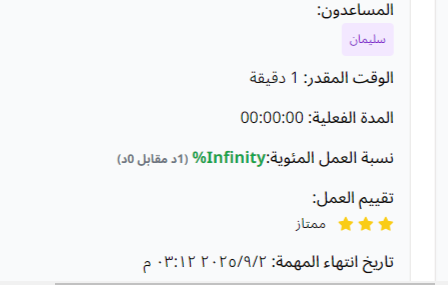 المساعدون:
سليمان
الوقت المقدر: 1 دقيقة
المدة الفعلية: 00:00:00
نسبة العمل المئوية: Infinity% (1د مقابل 0د)
تقييم العمل:
ممتاز
تاريخ انتهاء المهمة: ٢٠٢٥/٩/٢ ٠٣:١٢ م